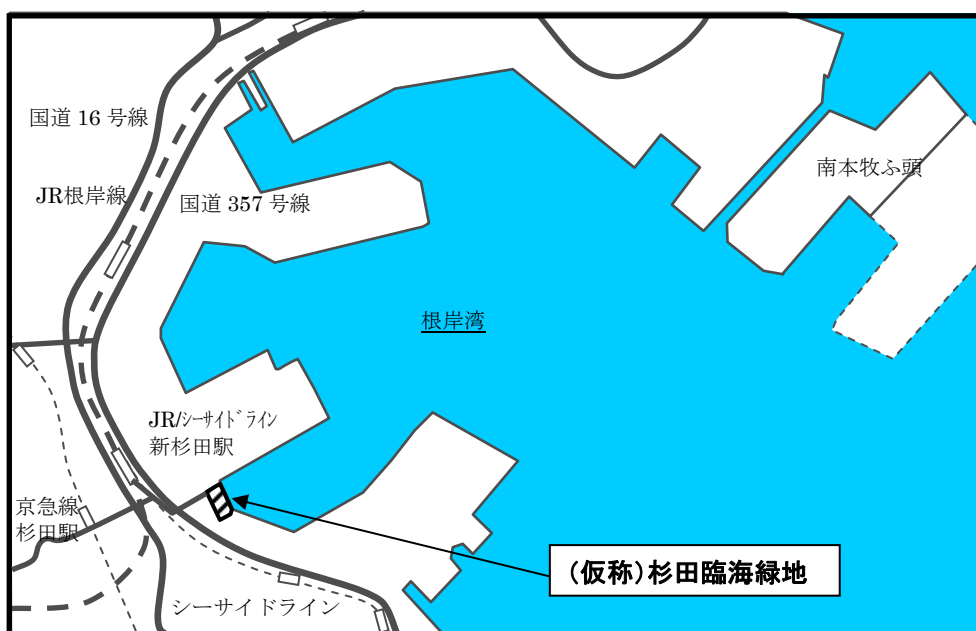 国道 16 号線
JR根岸線
国道 357 号線
南本牧ふ頭
根岸湾
JR/ｼｰｻｲﾄﾞﾗｲﾝ
新杉田駅
京急線
杉田駅
（仮称）杉田臨海緑地
シーサイドライン